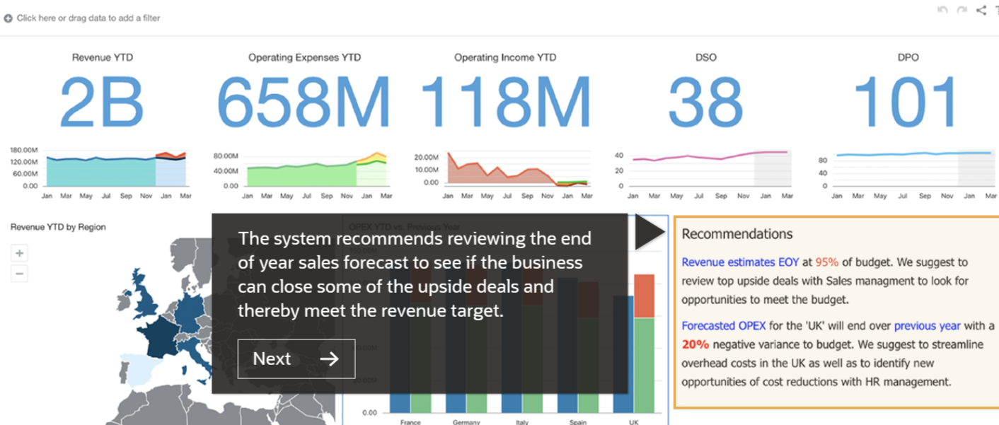 Click here or drag data to add a filter
Revenue YTD
2B
180.00M
120.00M
60.00M
0.00
Jan Mar May Jul Sep Nov Jan Mar
Operating Expenses YTD
658M
80.00M
40.00M
0.00
Jan Mar May Jul Sep Nov Jan Mar
Operating Income YTD
118M
20.00M
10.00M
0.00
Jan Mar May Jul Sep Nov Jan Mar
DSO
38
40
20
0
Jan Mar May Jul Sep Nov Jan Mar
DPO
101
80
40
0
Jan Mar May Jul Sep Nov Jan Mar
Revenue YTD by Region
+
−
OPEX YTD vs. Previous Year
The system recommends reviewing the end
of year sales forecast to see if the business
can close some of the upside deals and
thereby meet the revenue target.
Next →
0.00
France Germany Italy Spain UK
Recommendations
Revenue estimates EOY at 95% of budget. We suggest to
review top upside deals with Sales managment to look for
opportunities to meet the budget.
Forecasted OPEX for the 'UK' will end over previous year with a
20% negative variance to budget. We suggest to streamline
overhead costs in the UK as well as to identify new
opportunities of cost reductions with HR management.